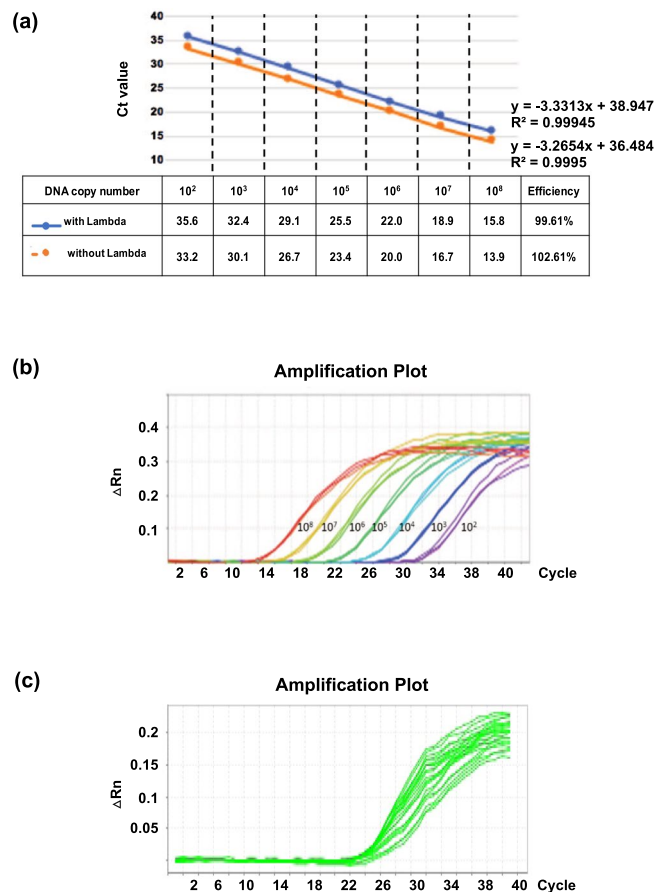 (a)
40
35
30
25
20
15
10
Ct value
y = -3.3313x + 38.947
R² = 0.99945
y = -3.2654x + 36.484
R² = 0.9995
DNA copy number 10² 10³ 10⁴ 10⁵ 10⁶ 10⁷ 10⁸ Efficiency
with Lambda 35.6 32.4 29.1 25.5 22.0 18.9 15.8 99.61%
without Lambda 33.2 30.1 26.7 23.4 20.0 16.7 13.9 102.61%
(b)
Amplification Plot
0.4
0.3
0.2
0.1
△Rn
10⁸ 10⁷ 10⁶ 10⁵ 10⁴ 10³ 10²
2 6 10 14 18 22 26 30 34 36 40 Cycle
(c)
Amplification Plot
0.2
0.15
0.1
0.05
△Rn
2 6 10 14 18 22 26 30 34 36 40 Cycle